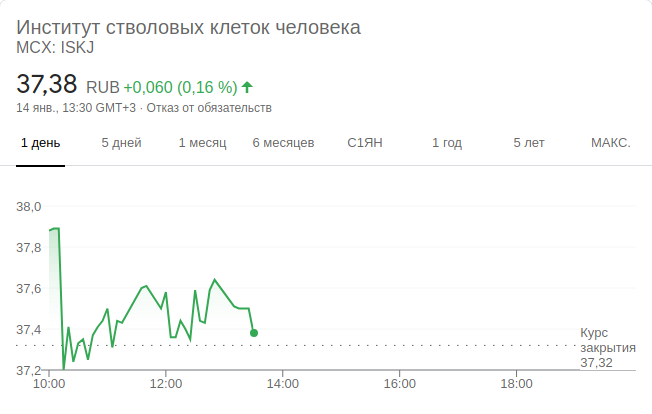 Институт стволовых клеток человека
MCX: ISKJ
37,38 RUB +0,060 (0,16 %)
14 янв., 13:30 GMT+3 · Отказ от обязательств
1 день 5 дней 1 месяц 6 месяцев С1ЯН 1 год 5 лет МАКС.
38,0
37,8
37,6
37,4
37,2
Курс
закрытия
37,32
10:00 12:00 14:00 16:00 18:00